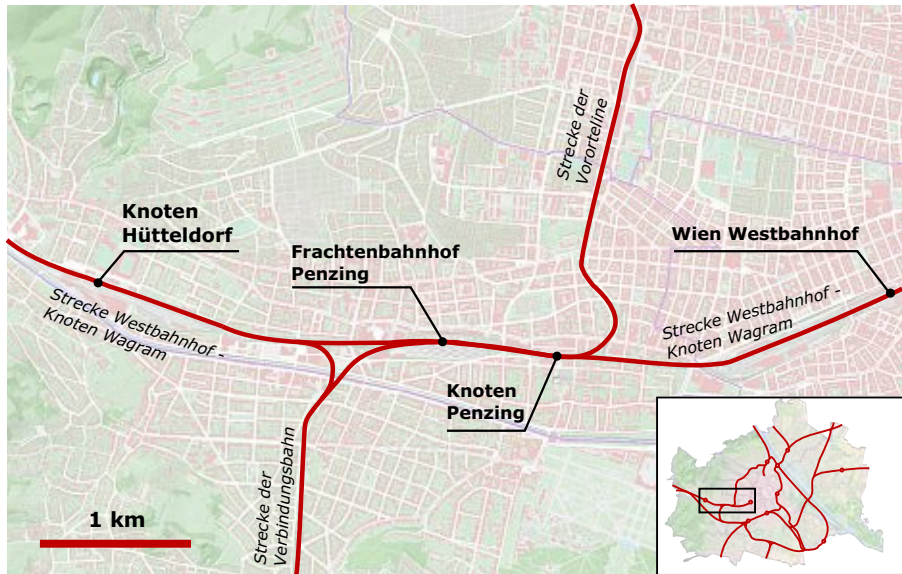 Strecke der
Vororteline
Knoten
Hütteldorf
Wien Westbahnhof
Frachtenbahnhof
Penzing
Strecke Westbahnhof -
Knoten Wagram
Strecke Westbahnhof -
Knoten Wagram
Knoten
Penzing
Strecke der
Verbindungsbahn
1 km